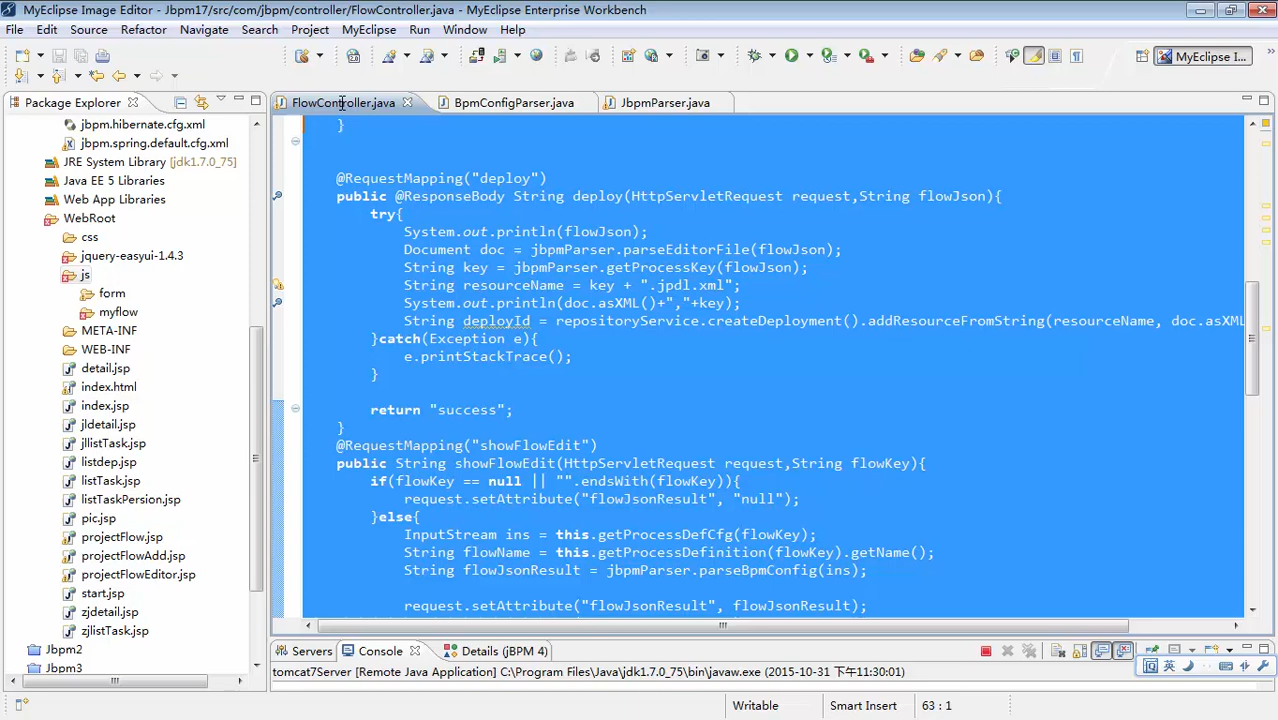 MyEclipse Image Editor - Jbpm17/src/com/jbpm/controller/FlowController.java - MyEclipse Enterprise Workbench
File Edit Source Refactor Navigate Search Project MyEclipse Run Window Help
MyEclipse I...
Package Explorer
FlowController.java BpmConfigParser.java JbpmParser.java
jbpm.hibernate.cfg.xml
jbpm.spring.default.cfg.xml
JRE System Library [jdk1.7.0_75]
Java EE 5 Libraries
Web App Libraries
WebRoot
css
jquery-easyui-1.4.3
js
form
myflow
META-INF
WEB-INF
detail.jsp
index.html
index.jsp
jldetail.jsp
jllistTask.jsp
listdep.jsp
listTask.jsp
listTaskPersion.jsp
pic.jsp
projectFlow.jsp
projectFlowAdd.jsp
projectFlowEditor.jsp
start.jsp
zjdetail.jsp
zjlistTask.jsp
Jbpm2
Jbpm3
}
@RequestMapping("deploy")
public @ResponseBody String deploy(HttpServletRequest request,String flowJson){
try{
System.out.println(flowJson);
Document doc = jbpmParser.parseEditorFile(flowJson);
String key = jbpmParser.getProcessKey(flowJson);
String resourceName = key + ".jpdl.xml";
System.out.println(doc.asXML()+","+key);
String deployId = repositoryService.createDeployment().addResourceFromString(resourceName, doc.asXML
}catch(Exception e){
e.printStackTrace();
}
return "success";
}
@RequestMapping("showFlowEdit")
public String showFlowEdit(HttpServletRequest request,String flowKey){
if(flowKey == null || "".endsWith(flowKey)){
request.setAttribute("flowJsonResult", "null");
}else{
InputStream ins = this.getProcessDefCfg(flowKey);
String flowName = this.getProcessDefinition(flowKey).getName();
String flowJsonResult = jbpmParser.parseBpmConfig(ins);
request.setAttribute("flowJsonResult", flowJsonResult);
Servers Console Details (jBPM 4)
tomcat7Server [Remote Java Application] C:\Program Files\Java\jdk1.7.0_75\bin\javaw.exe (2015-10-31 下午11:30:01)
英
Writable Smart Insert 63 : 1